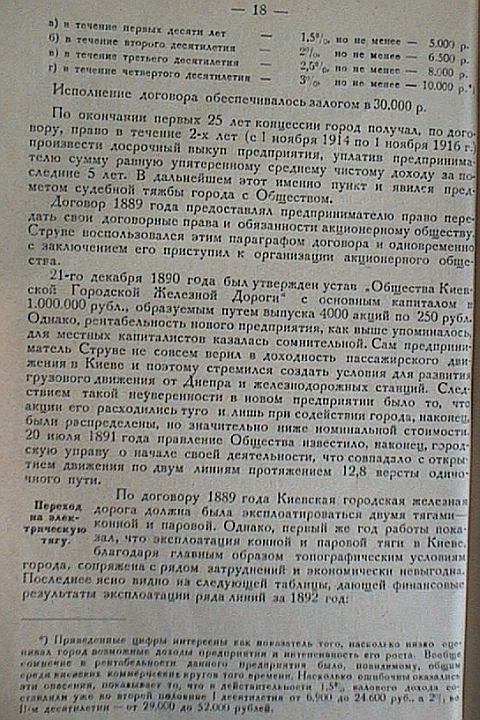 — 18 —
а) в течение первых десяти лет — 1,5%, но не менее — 5.000 р.
б) в течение второго десятилетия — 2%, но не менее — 6.500 р.
в) в течение третьего десятилетия — 2,5%, но не менее — 8.000 р.
г) в течение четвертого десятилетия — 3%, но не менее — 10.000 р.*)
Исполнение договора обеспечивалось залогом в 30.000 р.
По окончании первых 25 лет концессии город получал, по дого-
вору, право в течение 2-х лет (с 1 ноября 1914 по 1 ноября 1916 г.)
произвести досрочный выкуп предприятия, уплатив предпринима-
телю сумму равную упятеренному среднему чистому доходу за по-
следние 5 лет. В дальнейшем этот именно пункт и явился пред-
метом судебной тяжбы города с Обществом.
Договор 1889 года предоставлял предпринимателю право пере-
дать свои договорные права и обязанности акционерному обществу.
Струве воспользовался этим параграфом договора и одновременно
с заключением его приступил к организации акционерного обще-
ства.
21-го декабря 1890 года был утвержден устав „Общества Киев-
ской Городской Железной Дороги“ с основным капиталом в
1.000.000 рубл., образуемым путем выпуска 4000 акций по 250 рубл.
Однако, рентабельность нового предприятия, как выше упоминалось,
для местных капиталистов казалась сомнительной. Сам предприни-
матель Струве не совсем верил в доходность пассажирского дви-
жения в Киеве и поэтому стремился создать условия для развития
грузового движения от Днепра и железнодорожных станций. След-
ствием такой неуверенности в новом предприятии было то, что
акции его расходились туго и лишь при содействии города, наконец,
были распределены, но значительно ниже номинальной стоимости.
20 июля 1891 года правление Общества известило, наконец, город-
скую управу о начале своей деятельности, что совпадало с откры-
тием движения по двум линиям протяжением 12,8 версты одино-
чного пути.
Переход
на элек-
трическую
тягу.
По договору 1889 года Киевская городская железная
дорога должна была эксплоатироваться двумя тягами—
конной и паровой. Однако, первый же год работы пока-
зал, что эксплоатация конной и паровой тяги в Киеве,
благодаря главным образом топографическим условиям
города, сопряжена с рядом затруднений и экономически невыгодна.
Последнее ясно видно из следующей таблицы, дающей финансовые
результаты эксплоатации ряда линий за 1892 год:
*) Приведенные цифры интересны как показатель того, насколько низко оце-
нивал город возможные доходы предприятия и интенсивность его роста. Вообще
сомнение в рентабельности данного предприятия было, повидимому, общим
среди киевских коммерческих кругов того времени. Насколько ошибочны оказались
эти опасения, показывает то, что в действительности 1,5% валового дохода со-
ставили уже во второй половине I десятилетия от 6.900 до 24.600 руб., а 2% во
II-м десятилетии — от 29,000 до 52.000 рублей.